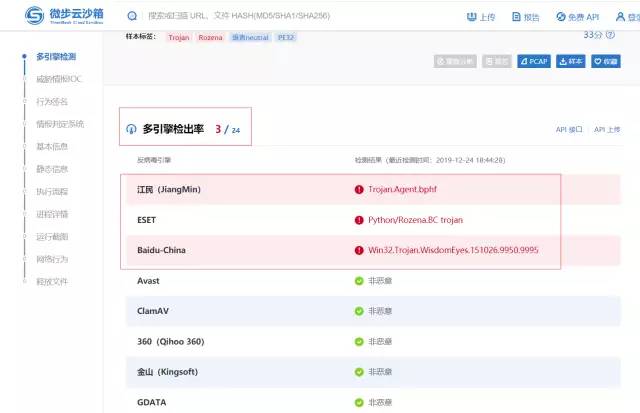 微步云沙箱
ThreatBook Cloud Sandbox
搜索或扫描 URL、文件 HASH(MD5/SHA1/SHA256)
上传
报告
免费 API
样本标签: Trojan Rozena 语言neutral PE32
33分
PCAP
样本
收藏
多引擎检测
威胁情报IOC
行为签名
情报判定系统
基本信息
静态信息
执行流程
进程详情
运行截图
网络行为
释放文件
多引擎检出率 3 / 24
API 接口
API 上传
反病毒引擎
检测结果（最近检测时间：2019-12-24 18:44:28）
江民（JiangMin）
Trojan.Agent.bphf
ESET
Python/Rozena.BC trojan
Baidu-China
Win32.Trojan.WisdomEyes.151026.9950.9995
Avast
非恶意
ClamAV
非恶意
360（Qihoo 360）
非恶意
金山（Kingsoft）
非恶意
GDATA
非恶意